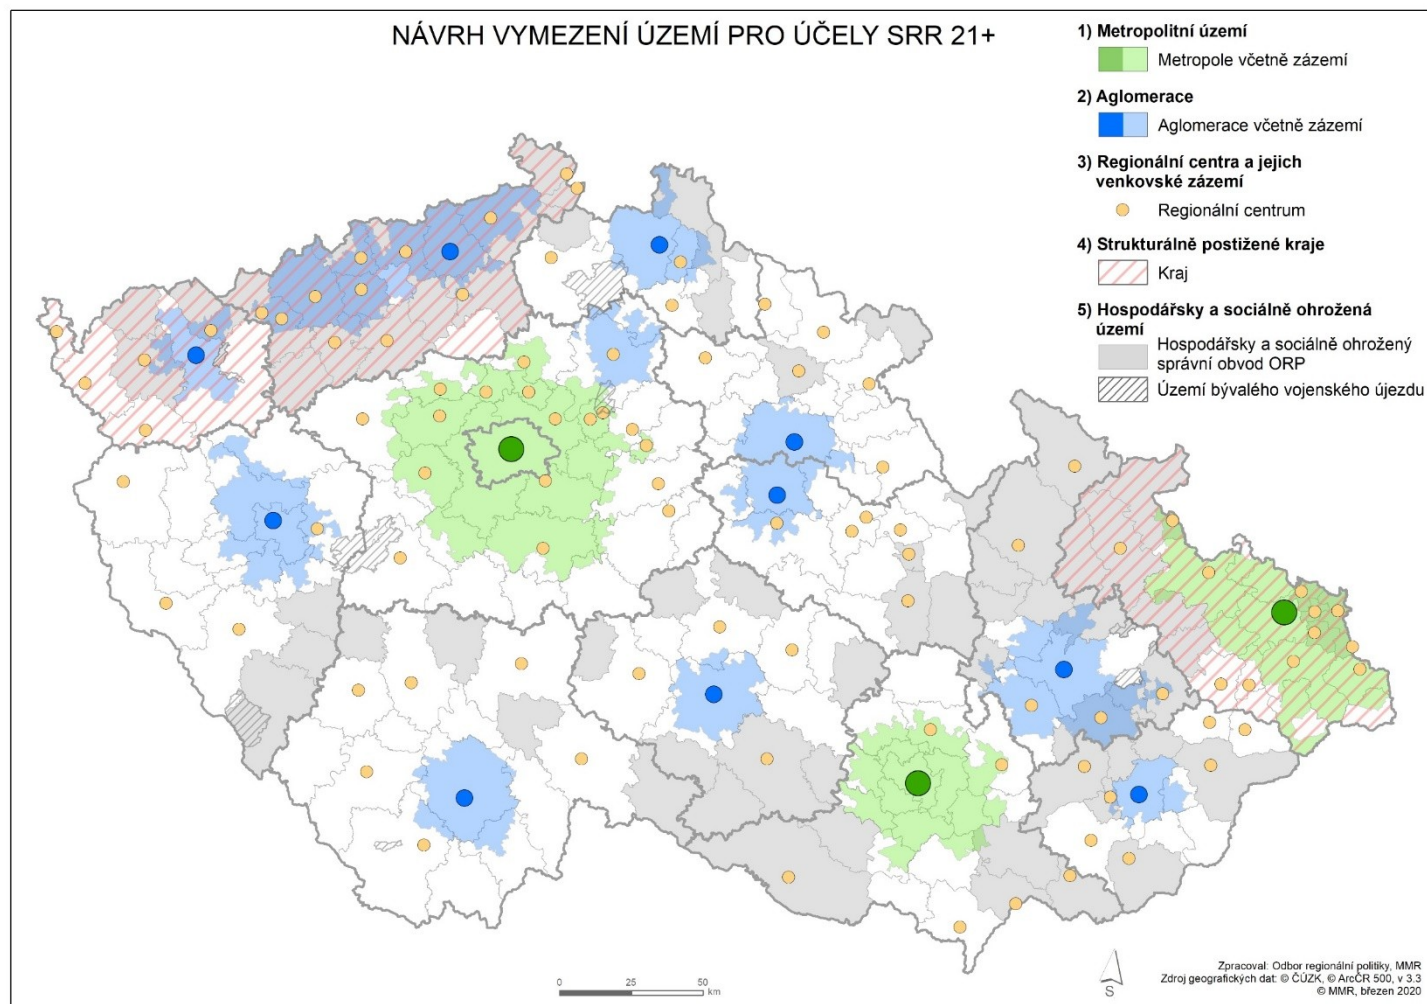 NÁVRH VYMEZENÍ ÚZEMÍ PRO ÚČELY SRR 21+
1) Metropolitní území
Metropole včetně zázemí
2) Aglomerace
Aglomerace včetně zázemí
3) Regionální centra a jejich
venkovské zázemí
Regionální centrum
4) Strukturálně postižené kraje
Kraj
5) Hospodářsky a sociálně ohrožená
území
Hospodářsky a sociálně ohrožený
správní obvod ORP
Území bývalého vojenského újezdu
0 25 50
km
S
Zpracoval: Odbor regionální politiky, MMR
Zdroj geografických dat: © ČÚZK, © ArcČR 500, v 3.3
© MMR, březen 2020